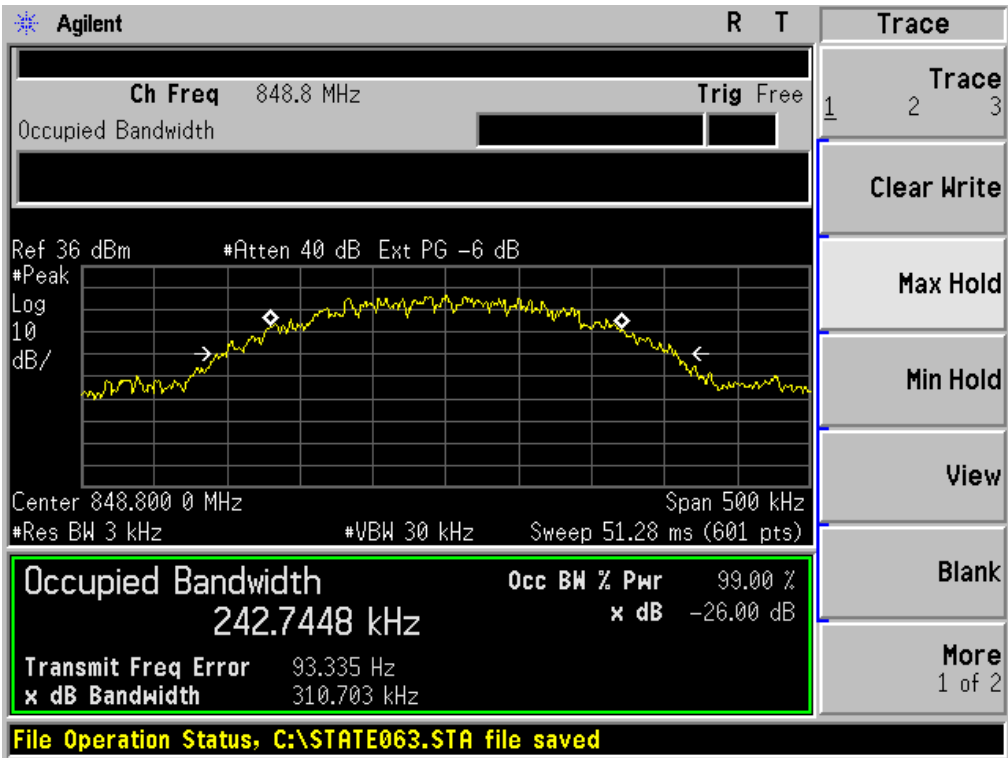 Agilent R T
Ch Freq 848.8 MHz Trig Free
Occupied Bandwidth
Ref 36 dBm #Atten 40 dB Ext PG -6 dB
#Peak
Log
10
dB/
Center 848.800 0 MHz Span 500 kHz
#Res BW 3 kHz #VBW 30 kHz Sweep 51.28 ms (601 pts)
Occupied Bandwidth Occ BW % Pwr 99.00 %
242.7448 kHz x dB -26.00 dB
Transmit Freq Error 93.335 Hz
x dB Bandwidth 310.703 kHz
File Operation Status, C:\STATE063.STA file saved
Trace
Trace
1 2 3
Clear Write
Max Hold
Min Hold
View
Blank
More
1 of 2